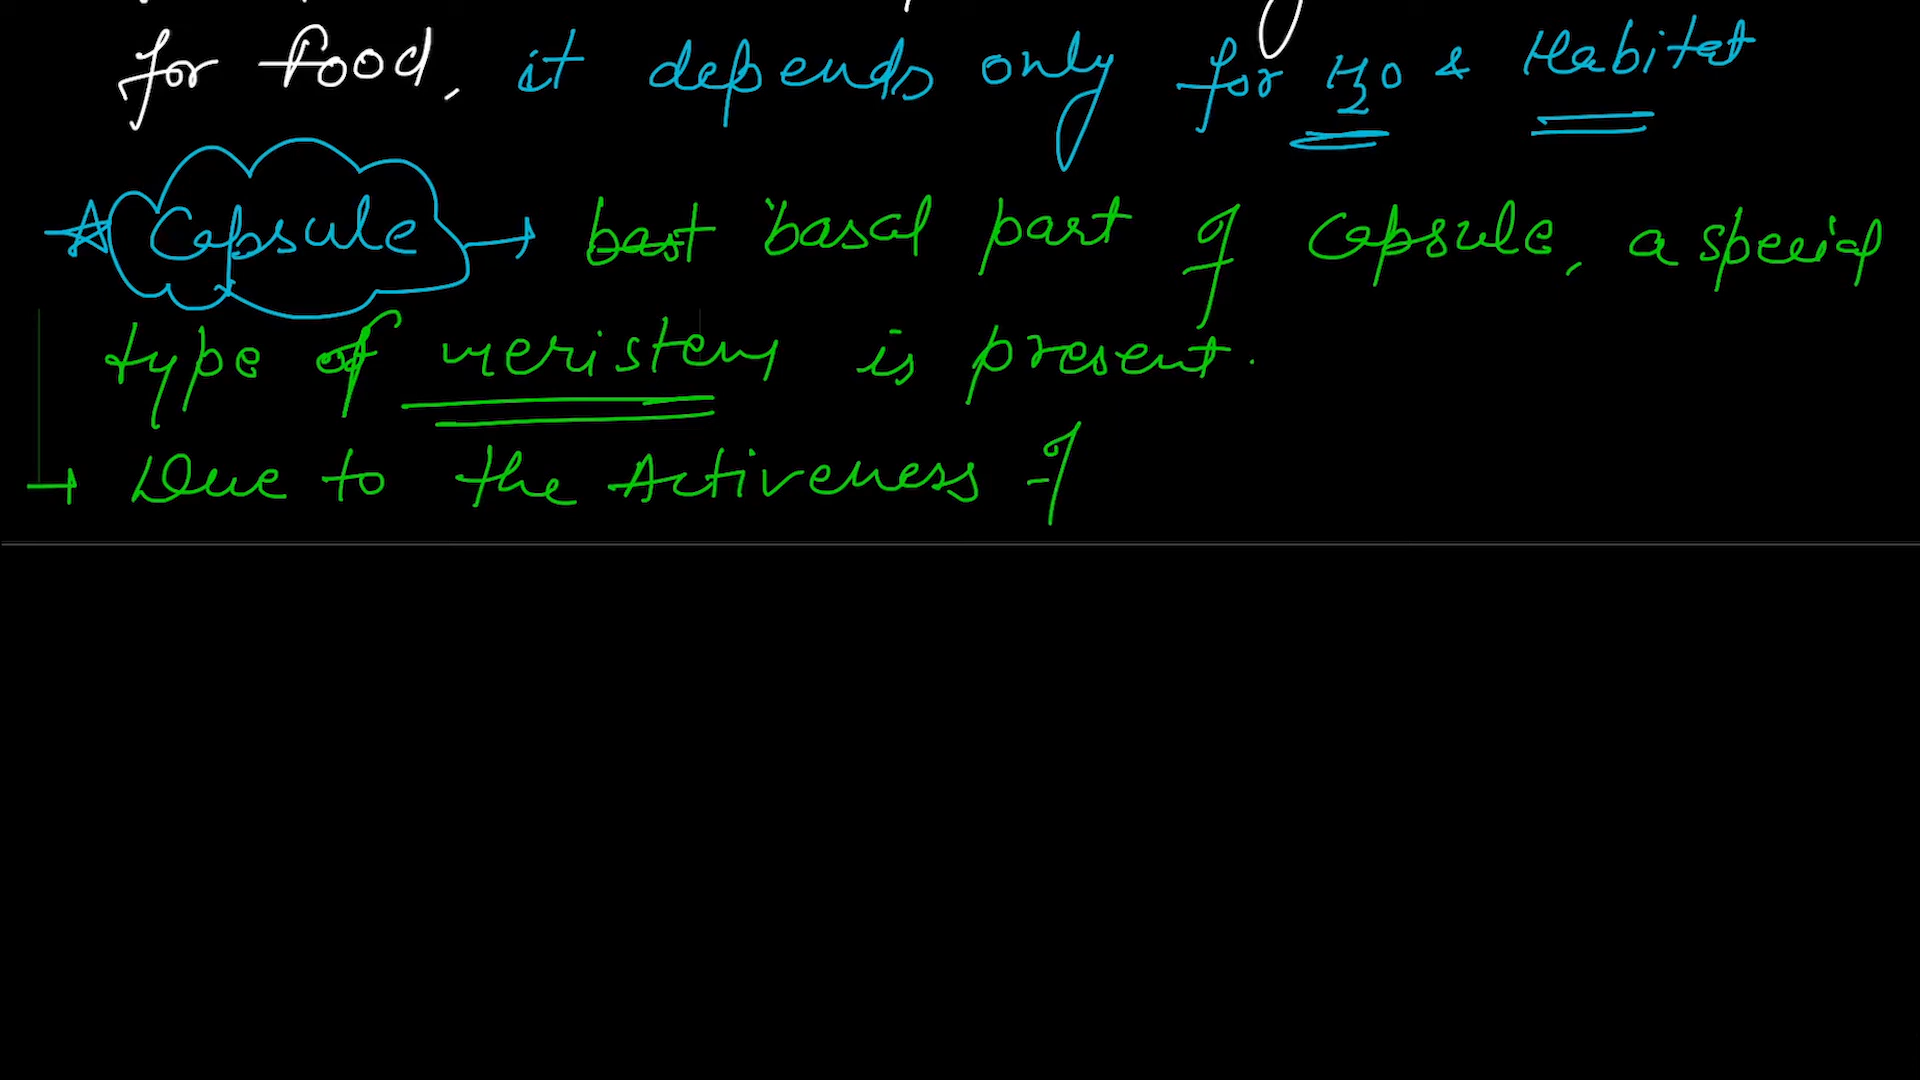 for food, it depends only for H2O & Habitat
Capsule → basal part of capsule, a special
type of meristem is present.
→ Due to the Activeness of